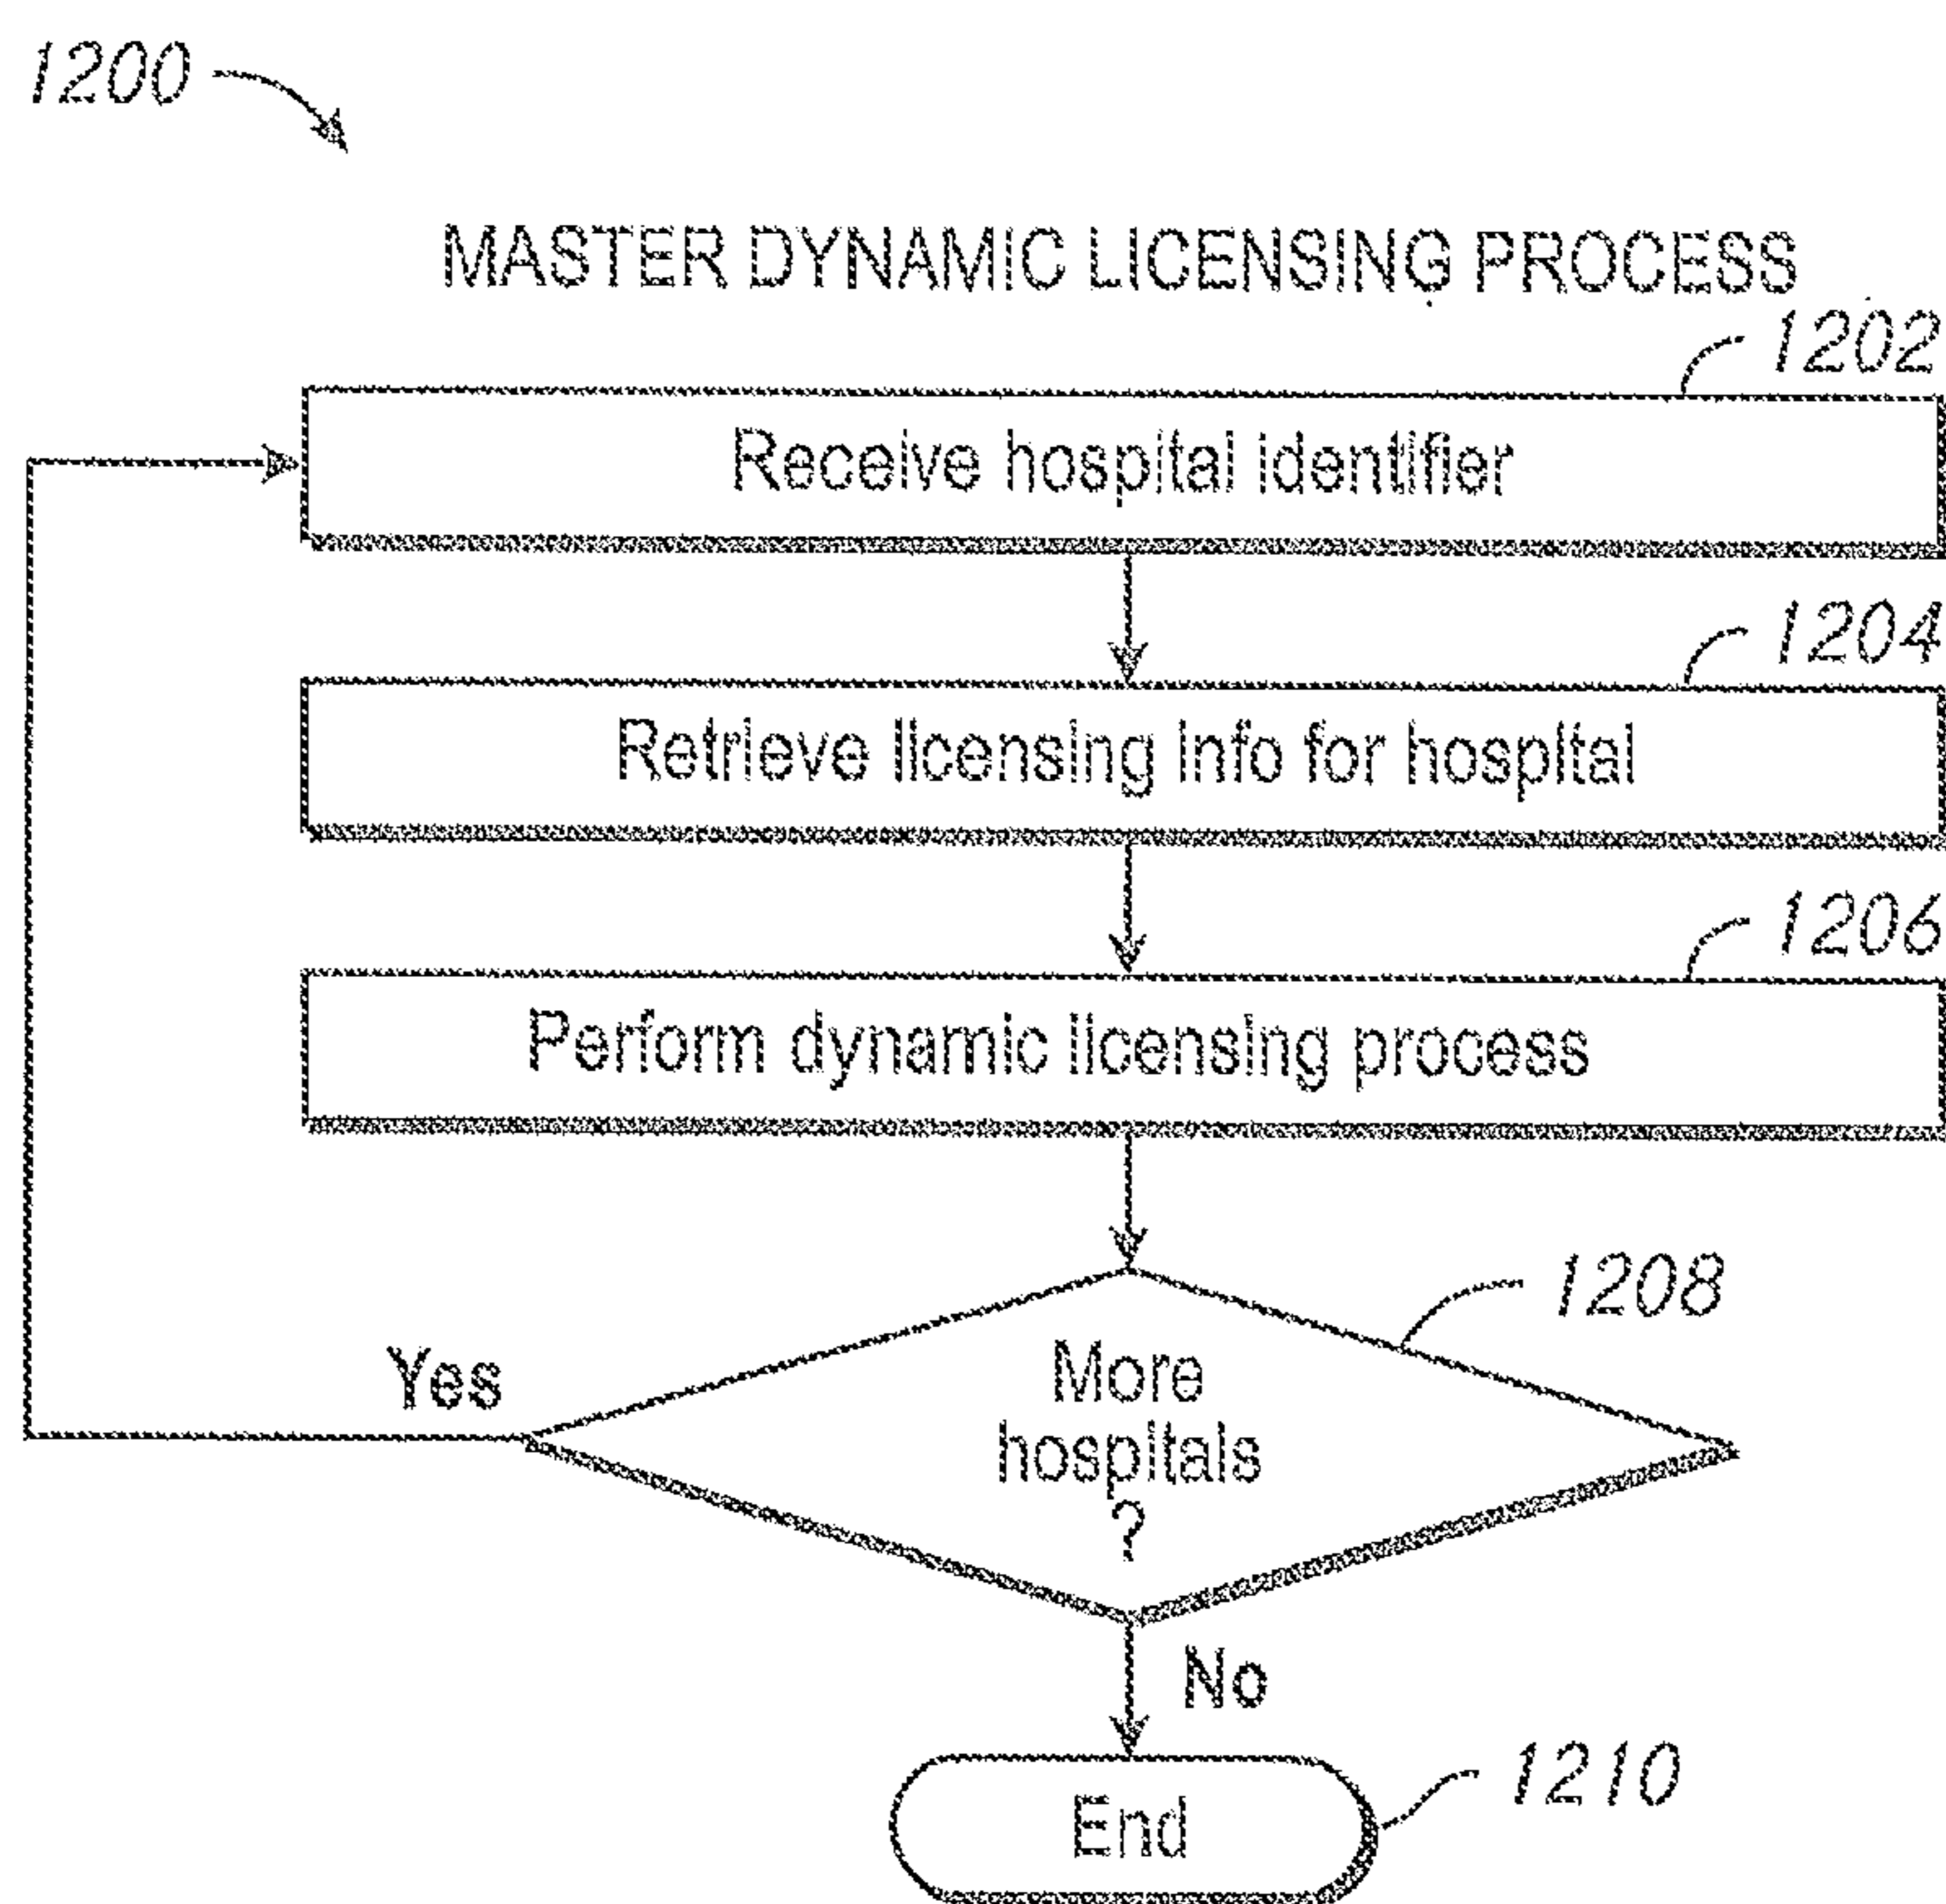 1200
MASTER DYNAMIC LICENSING PROCESS
1202
Receive hospital identifier
1204
Retrieve licensing info for hospital
1206
Perform dynamic licensing process
1208
More
hospitals
?
Yes
No
End
1210